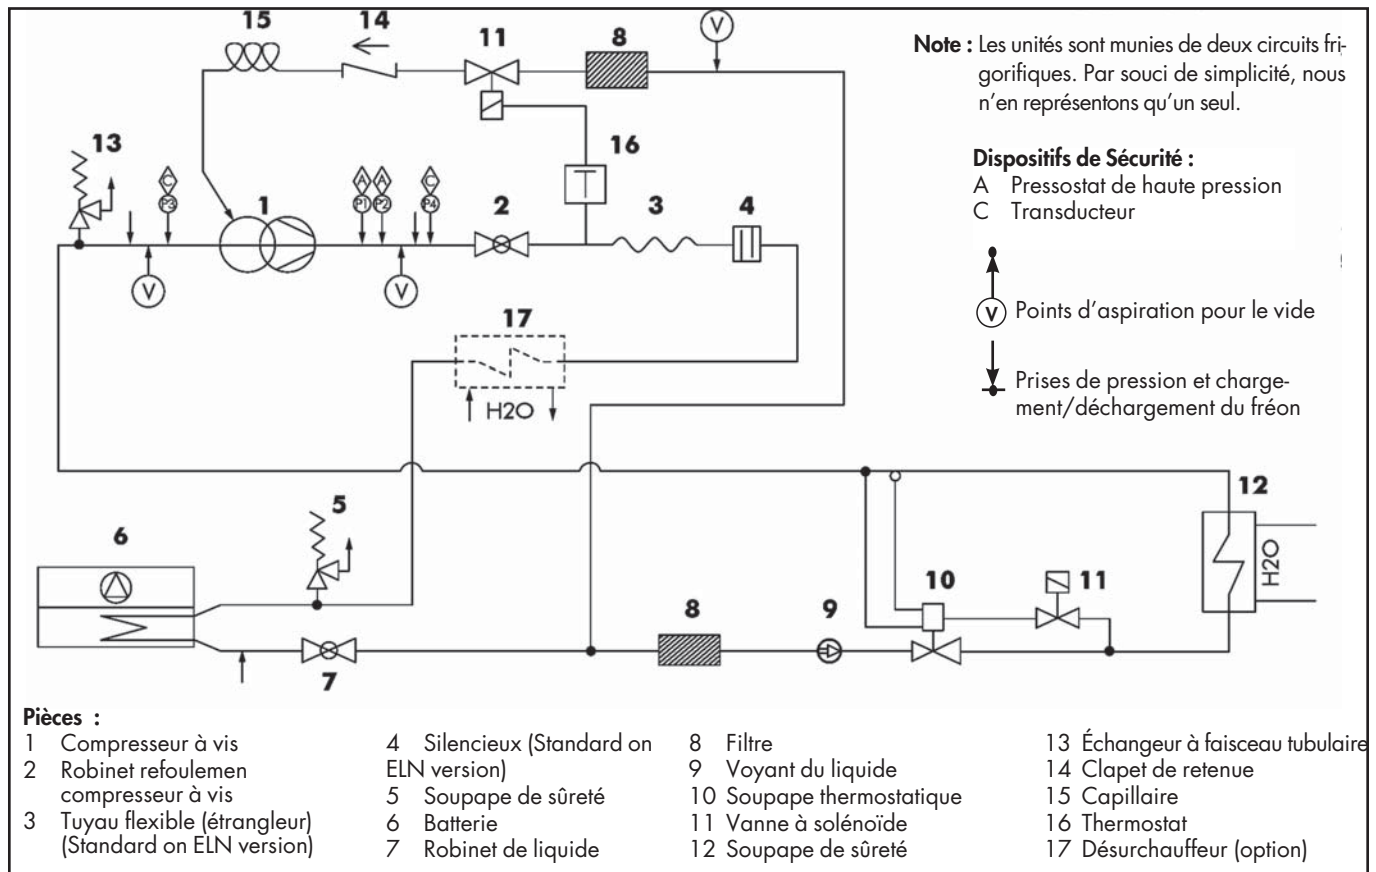 15
14
11
8
V
Note : Les unités sont munies de deux circuits fri-
gorifiques. Par souci de simplicité, nous
n'en représentons qu'un seul.
13
C
P3
1
A
A
P1
P2
C
P4
2
16
3
4
V
V
Dispositifs de Sécurité :
A Pressostat de haute pression
C Transducteur
V Points d'aspiration pour le vide
Prises de pression et charge-
ment/déchargement du fréon
17
H2O
5
6
12
H2O
10
11
8
9
7
Pièces :
1 Compresseur à vis
2 Robinet refoulemen
compresseur à vis
3 Tuyau flexible (étrangleur)
(Standard on ELN version)
4 Silencieux (Standard on
ELN version)
5 Soupape de sûreté
6 Batterie
7 Robinet de liquide
8 Filtre
9 Voyant du liquide
10 Soupape thermostatique
11 Vanne à solénoïde
12 Soupape de sûreté
13 Échangeur à faisceau tubulaire
14 Clapet de retenue
15 Capillaire
16 Thermostat
17 Désurchauffeur (option)